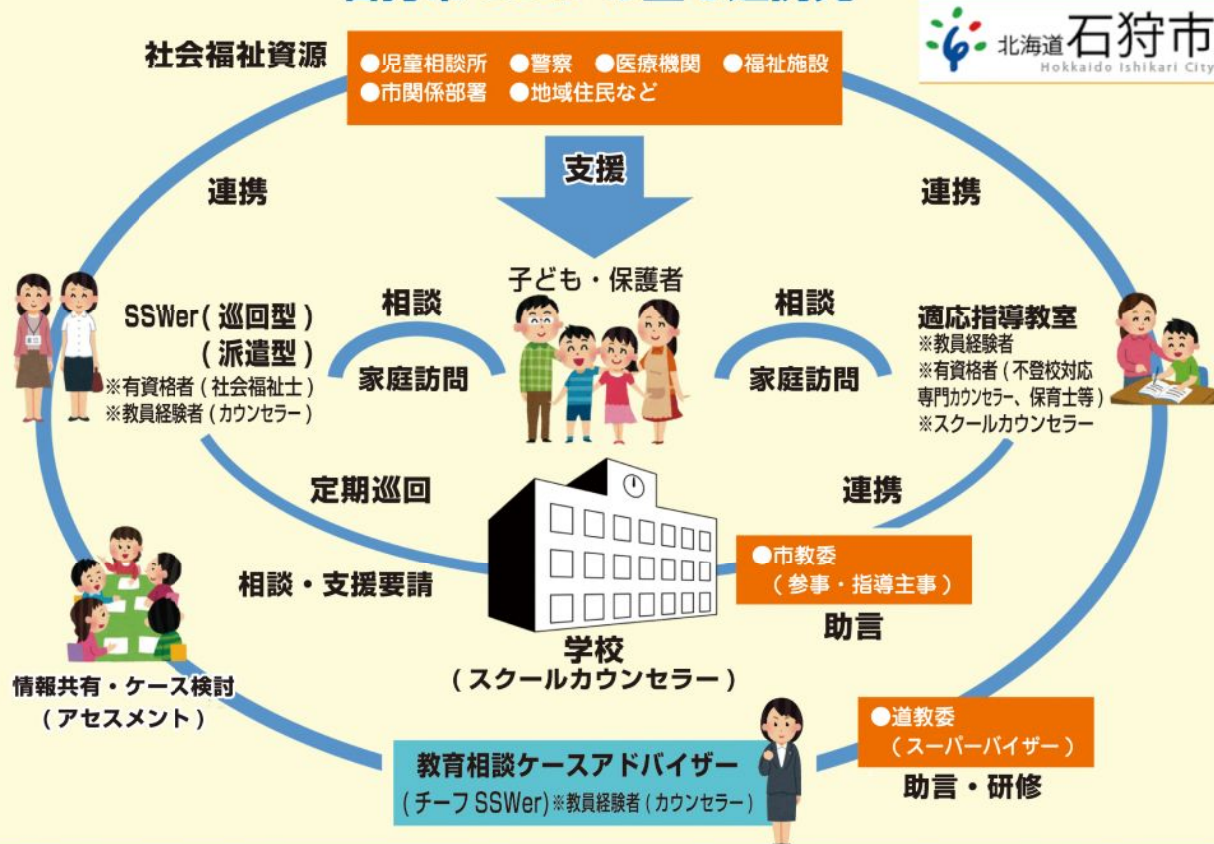 北海道 石狩市
Hokkaido Ishikari City
社会福祉資源
●児童相談所 ●警察 ●医療機関 ●福祉施設
●市関係部署 ●地域住民など
支援
連携
連携
子ども・保護者
SSWer(巡回型)
(派遣型)
※有資格者(社会福祉士)
※教員経験者(カウンセラー)
相談
家庭訪問
相談
家庭訪問
適応指導教室
※教員経験者
※有資格者(不登校対応
専門カウンセラー、保育士等)
※スクールカウンセラー
定期巡回
連携
相談・支援要請
●市教委
(参事・指導主事)
助言
学校
(スクールカウンセラー)
情報共有・ケース検討
(アセスメント)
教育相談ケースアドバイザー
(チーフSSWer)※教員経験者(カウンセラー)
●道教委
(スーパーバイザー)
助言・研修